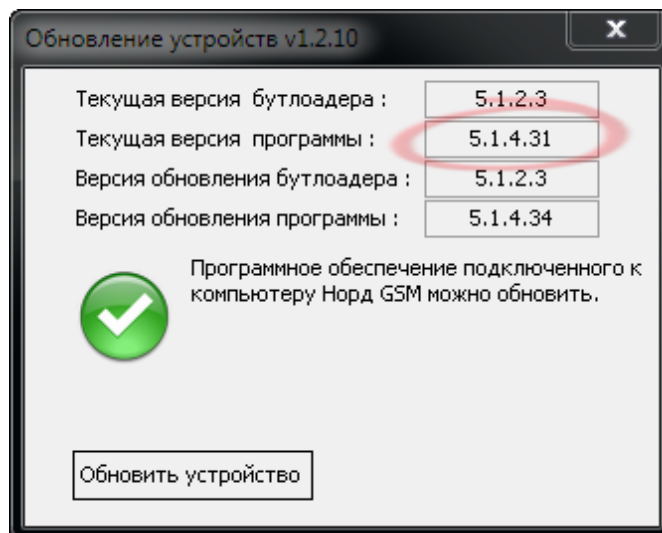 Обновление устройств v1.2.10
Текущая версия бутлоадера : 5.1.2.3
Текущая версия программы : 5.1.4.31
Версия обновления бутлоадера : 5.1.2.3
Версия обновления программы : 5.1.4.34
Программное обеспечение подключенного к
компьютеру Норд GSM можно обновить.
Обновить устройство